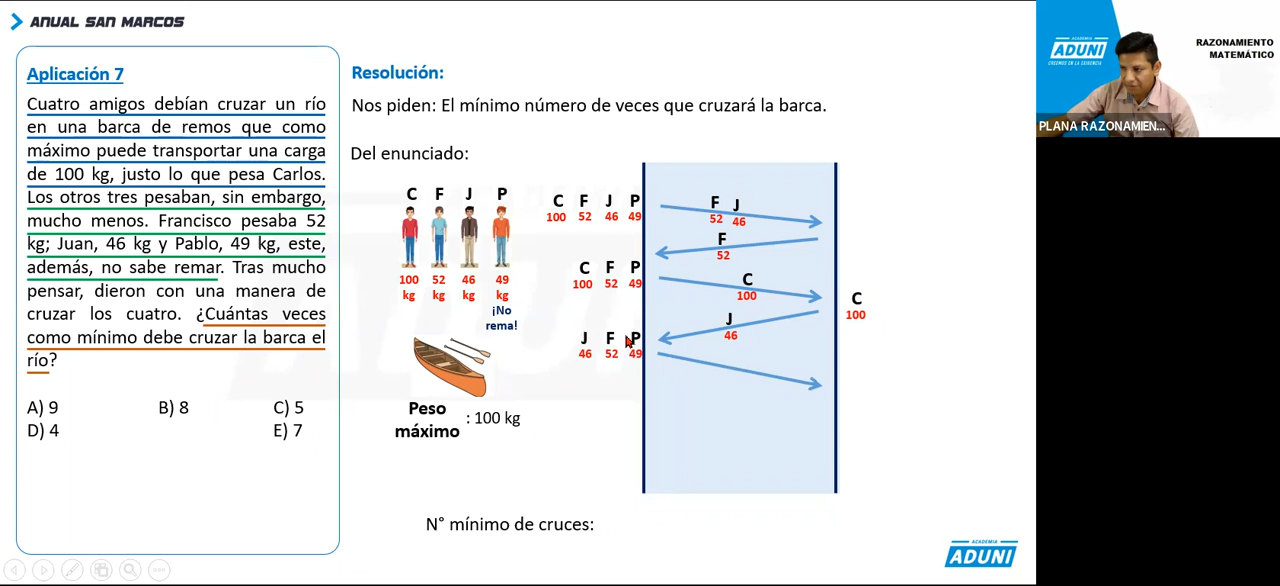 ANUAL SAN MARCOS
Aplicación 7
Cuatro amigos debían cruzar un río
en una barca de remos que como
máximo puede transportar una carga
de 100 kg, justo lo que pesa Carlos.
Los otros tres pesaban, sin embargo,
mucho menos. Francisco pesaba 52
kg; Juan, 46 kg y Pablo, 49 kg, este,
además, no sabe remar. Tras mucho
pensar, dieron con una manera de
cruzar los cuatro. ¿Cuántas veces
como mínimo debe cruzar la barca el
río?
A) 9 B) 8 C) 5
D) 4 E) 7
Resolución:
Nos piden: El mínimo número de veces que cruzará la barca.
Del enunciado:
C F J P
100 52 46 49
kg kg kg kg
¡No
rema!
Peso
máximo : 100 kg
C F J P
100 52 46 49
F J
52 46
F
52
C F P
100 52 49
C
100
C
100
J
46
J F P
46 52 49
N° mínimo de cruces:
ACADEMIA
ADUNI
ACADEMIA
ADUNI
CREEMOS EN LA EXIGENCIA
RAZONAMIENTO
MATEMÁTICO
PLANA RAZONAMIEN...